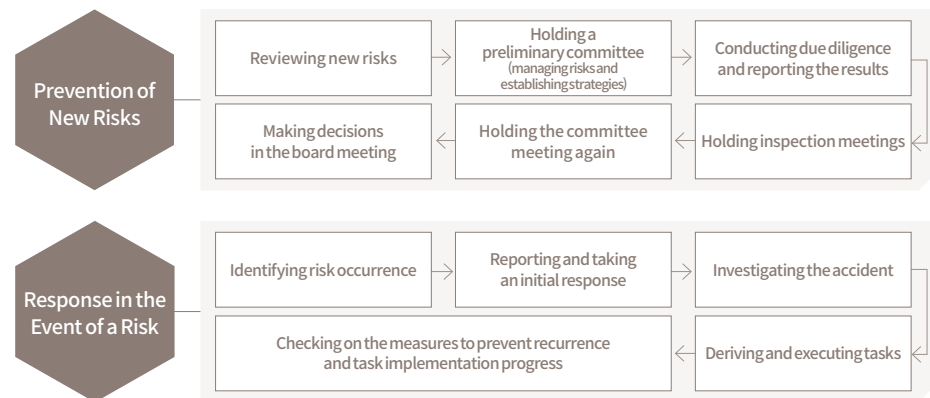 Prevention of
New Risks
Reviewing new risks
Holding a
preliminary committee
(managing risks and
establishing strategies)
Conducting due diligence
and reporting the results
Holding inspection meetings
Holding the committee
meeting again
Making decisions
in the board meeting
Response in the
Event of a Risk
Identifying risk occurrence
Reporting and taking
an initial response
Investigating the accident
Deriving and executing tasks
Checking on the measures to prevent recurrence
and task implementation progress